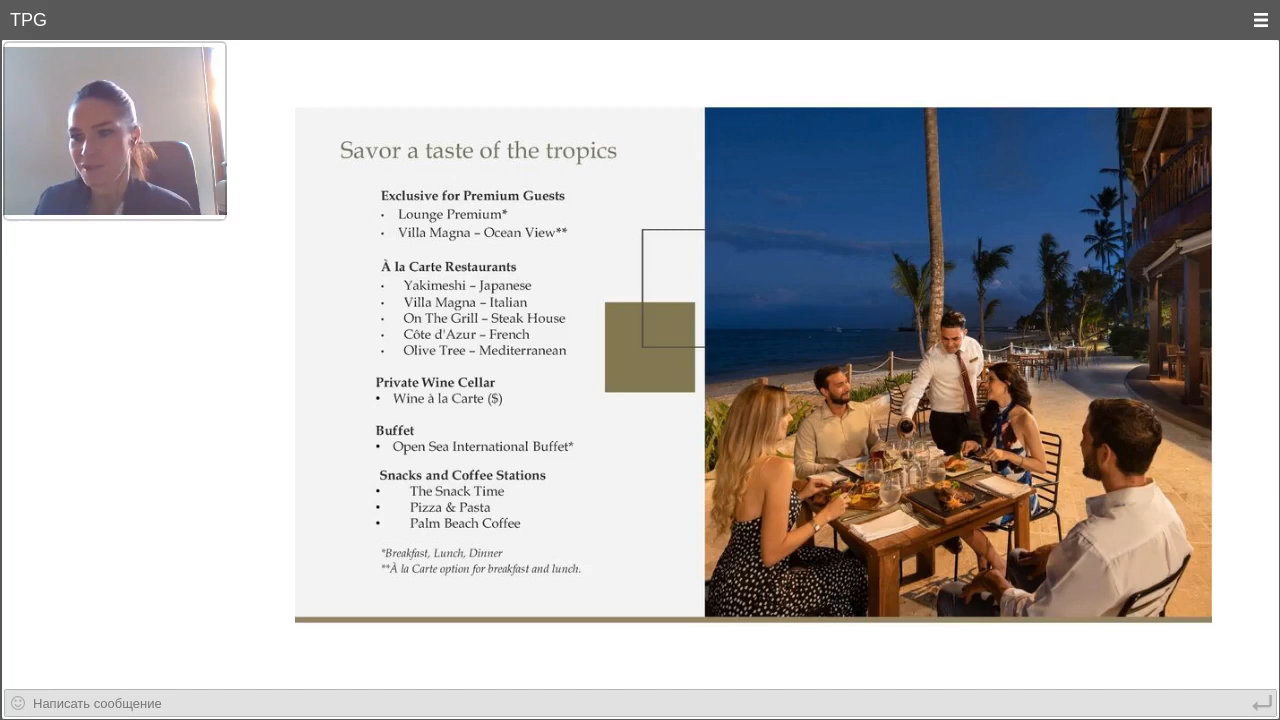 TPG
Savor a taste of the tropics
Exclusive for Premium Guests
• Lounge Premium*
• Villa Magna – Ocean View**
À la Carte Restaurants
• Yakimeshi – Japanese
• Villa Magna – Italian
• On The Grill – Steak House
• Côte d'Azur – French
• Olive Tree – Mediterranean
Private Wine Cellar
• Wine à la Carte ($)
Buffet
• Open Sea International Buffet*
Snacks and Coffee Stations
• The Snack Time
• Pizza & Pasta
• Palm Beach Coffee
*Breakfast, Lunch, Dinner
**À la Carte option for breakfast and lunch.
Написать сообщение